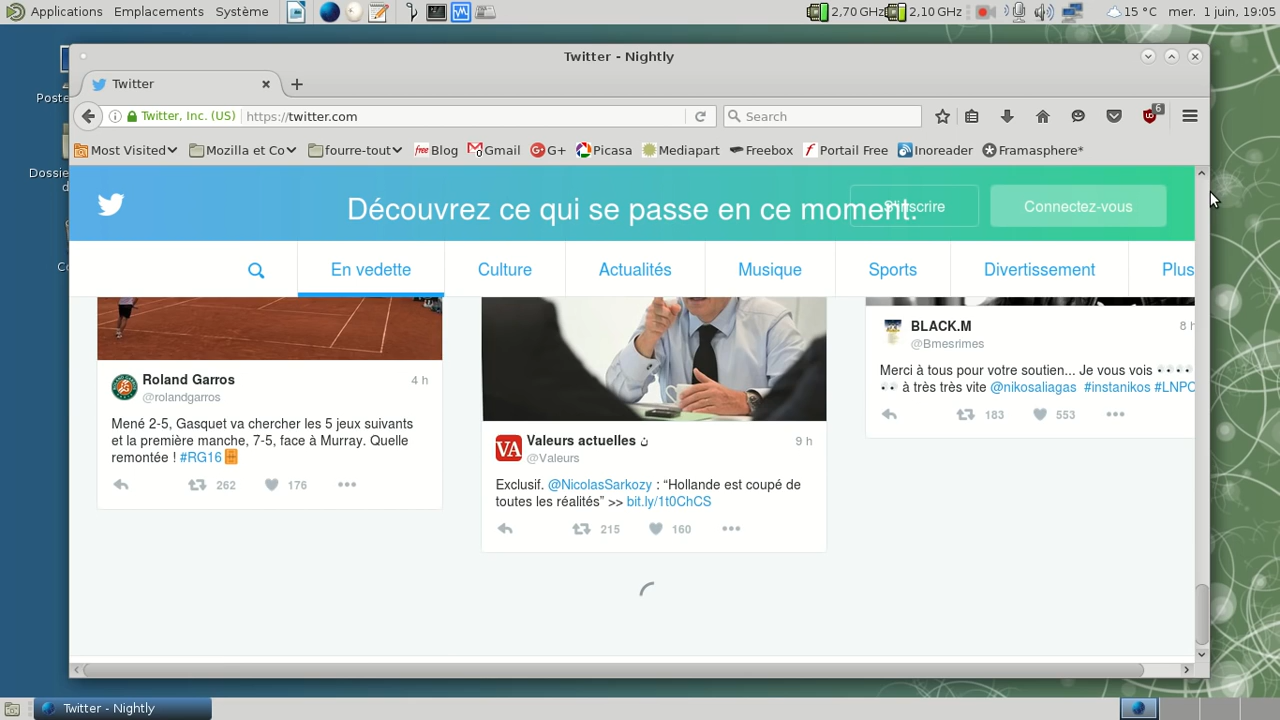 Applications Emplacements Système 2,70 GHz 2,10 GHz 15 °C mer. 1 juin, 19:05
Twitter - Nightly
Twitter
Twitter, Inc. (US) https://twitter.com Search 6
Most Visited Mozilla et Co fourre-tout free Blog Gmail G+ Picasa Mediapart Freebox Portail Free Inoreader Framasphere*
Découvrez ce qui se passe en ce moment.
S'inscrire
Connectez-vous
En vedette Culture Actualités Musique Sports Divertissement Plus
Roland Garros 4 h
@rolandgarros
Mené 2-5, Gasquet va chercher les 5 jeux suivants
et la première manche, 7-5, face à Murray. Quelle
remontée ! #RG16
262 176
VA Valeurs actuelles ن 9 h
@Valeurs
Exclusif. @NicolasSarkozy : “Hollande est coupé de
toutes les réalités” >> bit.ly/1t0ChCS
215 160
BLACK.M 8 h
@Bmesrimes
Merci à tous pour votre soutien... Je vous vois 👀👀
👀 à très très vite @nikosaliagas #instanikos #LNPC
183 553
Twitter - Nightly